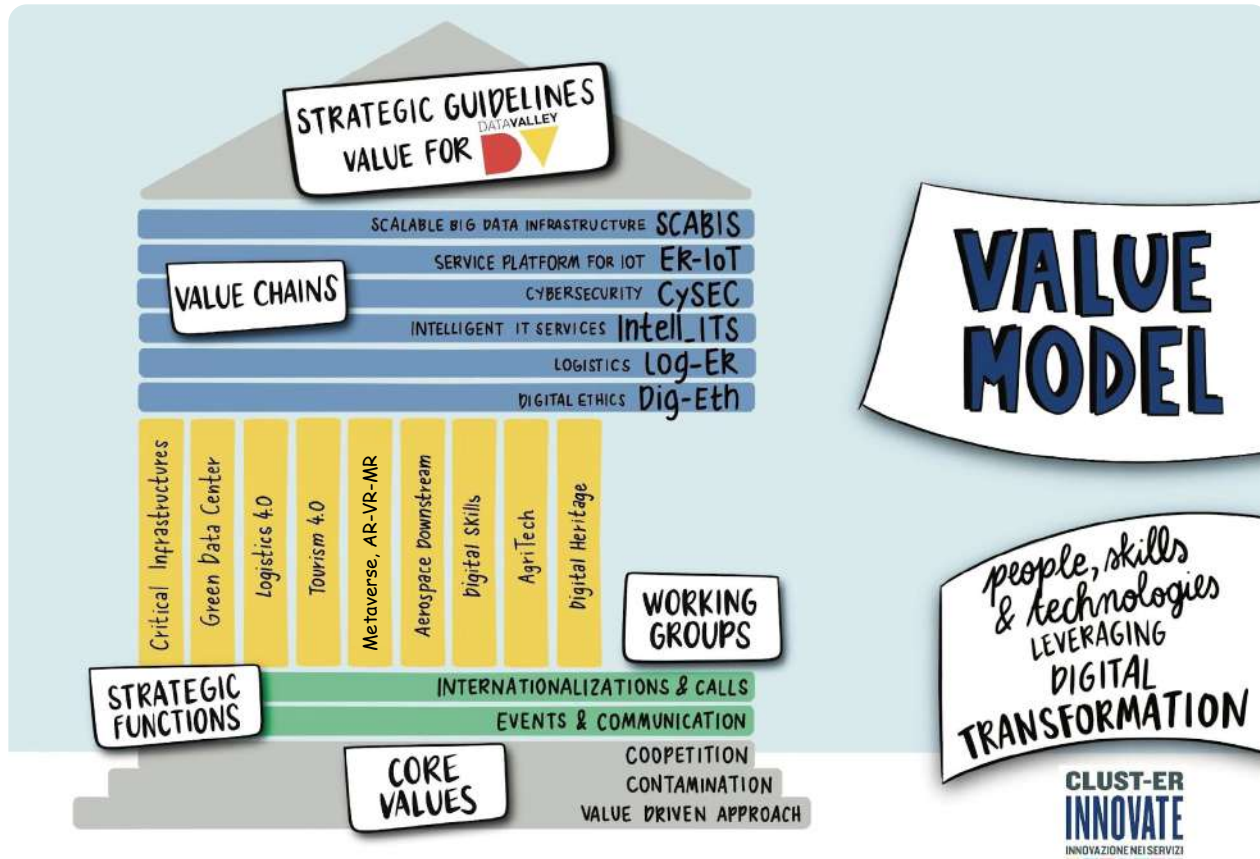 STRATEGIC GUIDELINES
DATAVALLEY
VALUE FOR
SCALABLE BIG DATA INFRASTRUCTURE SCABIS
SERVICE PLATFORM FOR IOT ER-IoT
VALUE CHAINS
CYBERSECURITY CySEC
INTELLIGENT IT SERVICES Intell_ITS
LOGISTICS Log-Er
DIGITAL ETHICS Dig-Eth
Critical Infrastructures
Green Data Center
Logistics 4.0
Tourism 4.0
Metaverse, AR-VR-MR
Aerospace Downstream
Digital Skills
AgriTech
Digital Heritage
WORKING
GROUPS
STRATEGIC
FUNCTIONS
INTERNATIONALIZATIONS & CALLS
EVENTS & COMMUNICATION
CORE
VALUES
COOPETITION
CONTAMINATION
VALUE DRIVEN APPROACH
VALUE
MODEL
people, skills
& technologies
LEVERAGING
DIGITAL
TRANSFORMATION
CLUST-ER
INNOVATE
INNOVAZIONE NEI SERVIZI